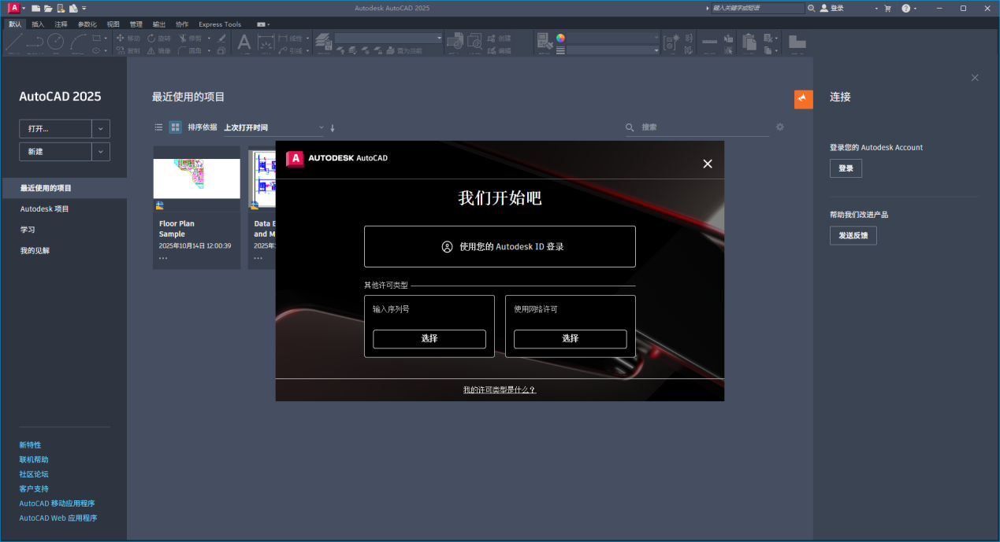 Autodesk AutoCAD 2025
键入关键字或短语
登录
默认 插入 注释 参数化 视图 管理 输出 协作 Express Tools
移动 旋转 修剪 线性 创建
复制 镜像 圆角 引线 置为当前 编辑
AutoCAD 2025
打开...
新建
最近使用的项目
Autodesk 项目
学习
我的见解
新特性
联机帮助
社区论坛
客户支持
AutoCAD 移动应用程序
AutoCAD Web 应用程序
最近使用的项目
排序依据 上次打开时间
搜索
Floor Plan
Sample
2025年10月14日 12:00:39
...
Data E
and M
2025年
...
A AUTODESK AutoCAD
我们开始吧
使用您的 Autodesk ID 登录
其他许可类型
输入序列号
选择
使用网络许可
选择
我的许可类型是什么?
连接
登录您的 Autodesk Account
登录
帮助我们改进产品
发送反馈